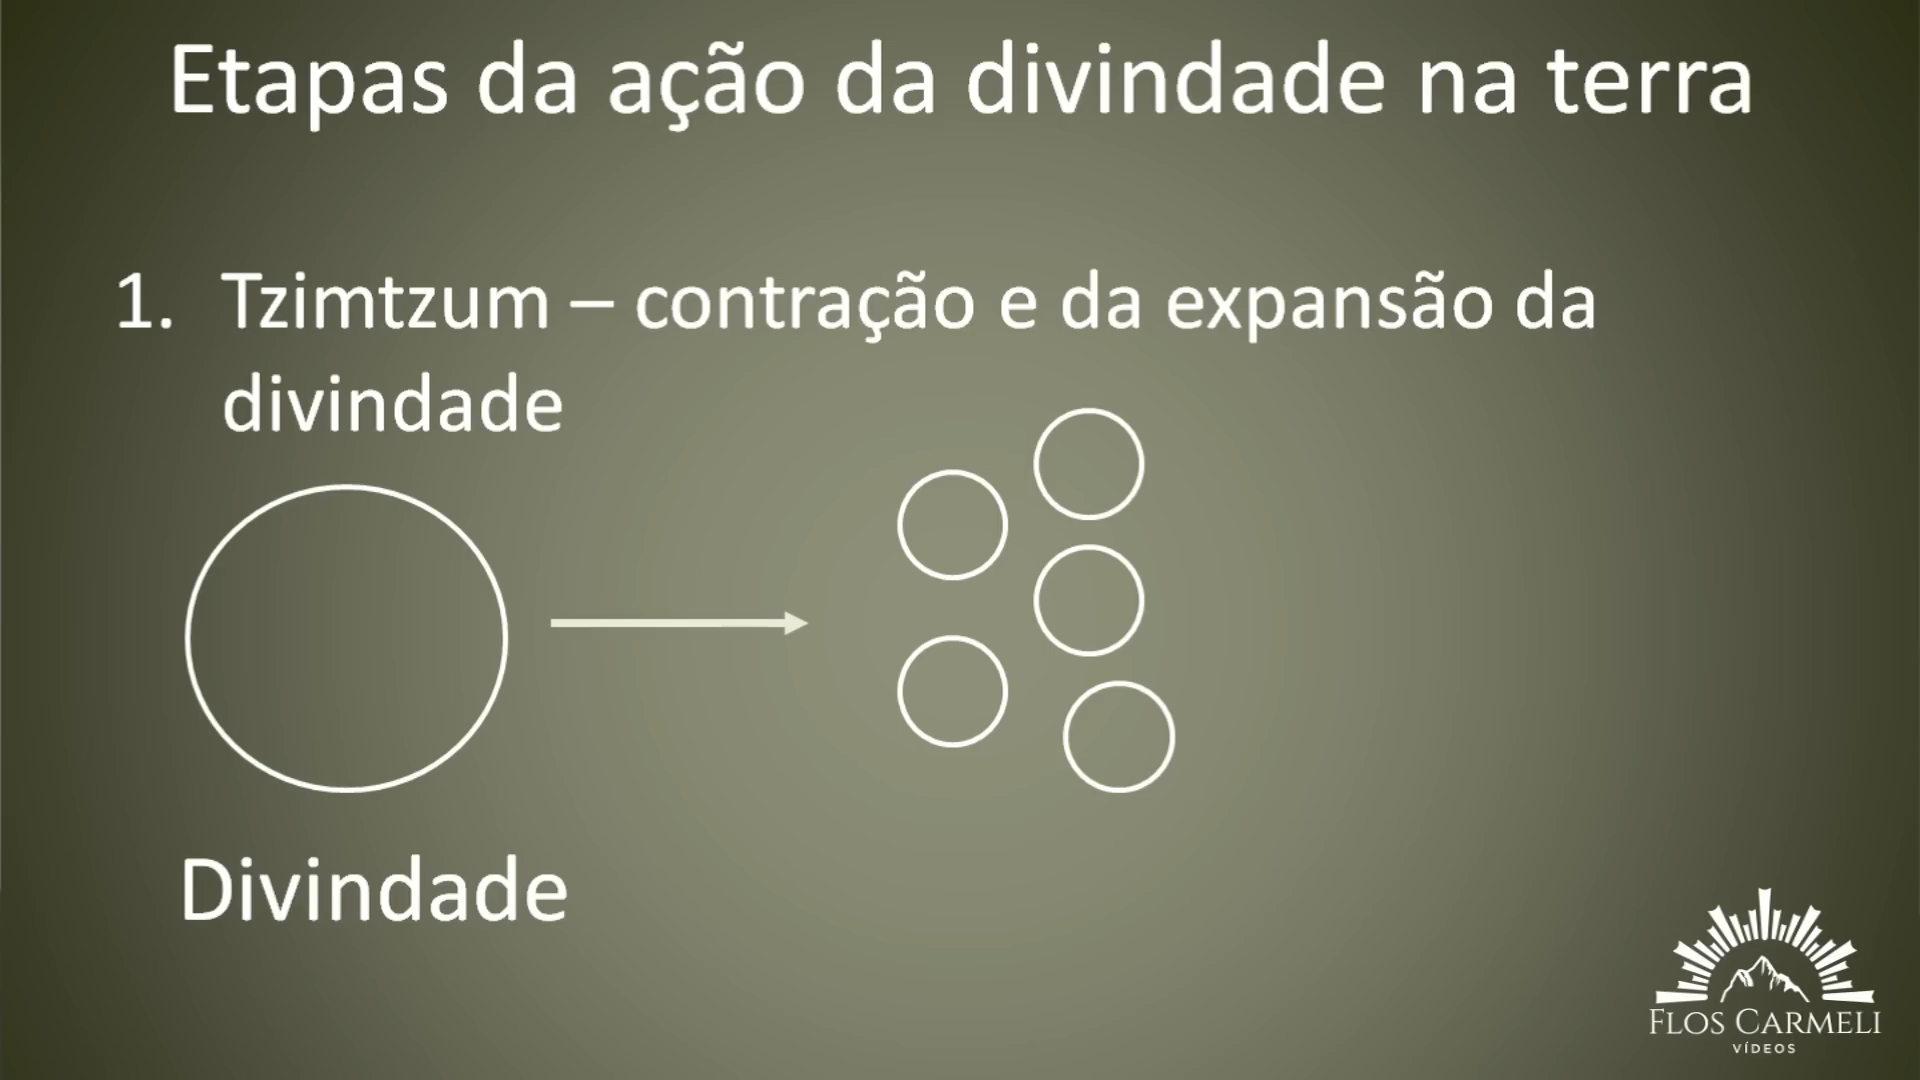 Etapas da ação da divindade na terra
1. Tzimtzum – contração e da expansão da
divindade
Divindade
FLOS CARMELI
VÍDEOS